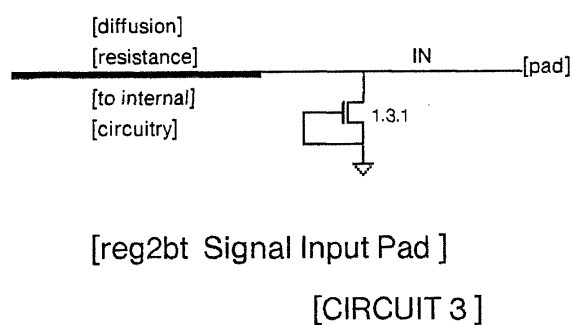 [diffusion]
[resistance]
IN
[pad]
[to internal]
[circuitry]
1.3.1
[reg2bt Signal Input Pad ]
[CIRCUIT 3 ]